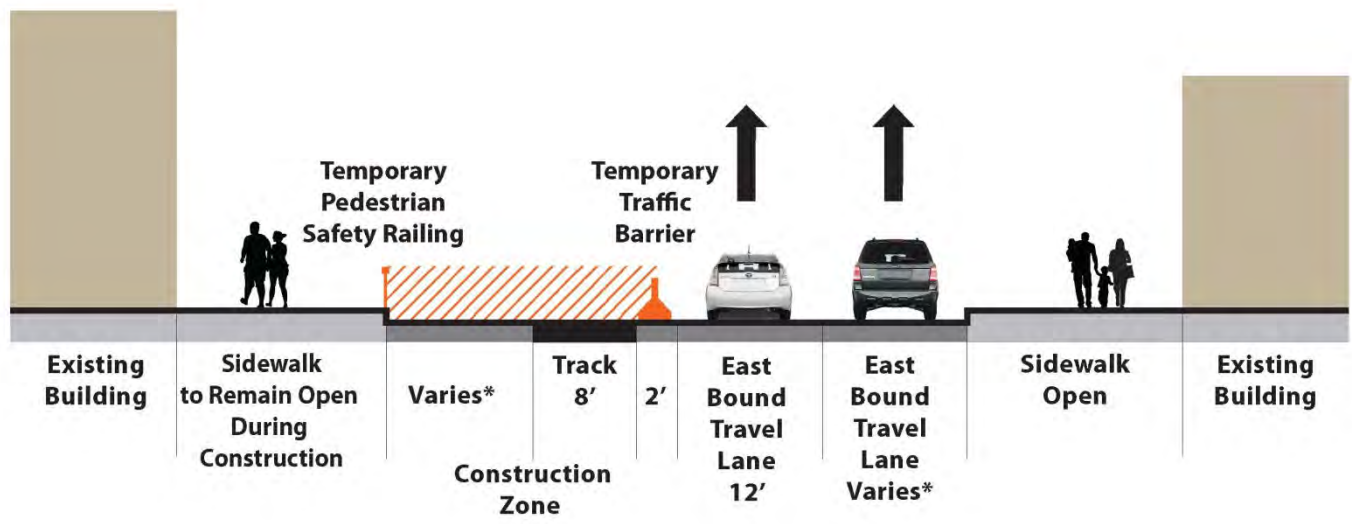 Temporary
Pedestrian
Safety Railing
Temporary
Traffic
Barrier
Existing
Building
Sidewalk
to Remain Open
During
Construction
Varies*
Track
8’
2’
Construction
Zone
East
Bound
Travel
Lane
12’
East
Bound
Travel
Lane
Varies*
Sidewalk
Open
Existing
Building